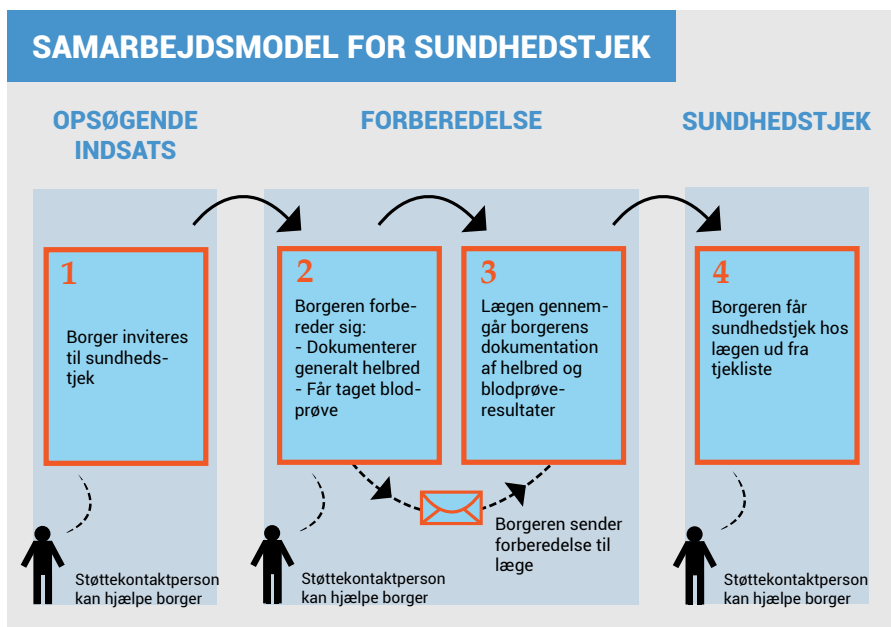 SAMARBEJDSMODEL FOR SUNDHEDSTJEK
OPSØGENDE
INDSATS
1
Borger inviteres
til sundheds-
tjek
Støttekontaktperson
kan hjælpe borger
FORBEREDELSE
2
Borgeren forbe-
reder sig:
- Dokumenterer
generalt helbred
- Får taget blod-
prøve
Støttekontaktperson
kan hjælpe borger
3
Lægen gennem-
går borgerens
dokumentation
af helbred og
blodprøve-
resultater
Borgeren sender
forberedelse til
læge
SUNDHEDSTJEK
4
Borgeren får
sundhedstjek hos
lægen ud fra
tjekliste
Støttekontaktperson
kan hjælpe borger